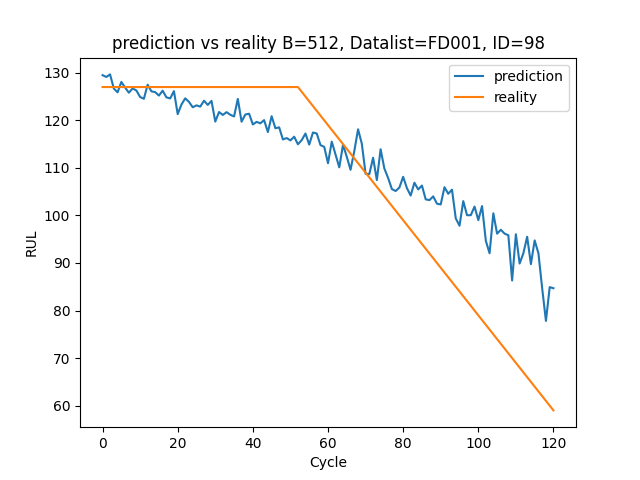 prediction vs reality B=512, Datalist=FD001, ID=98
prediction
reality
RUL
130
120
110
100
90
80
70
60
0 20 40 60 80 100 120
Cycle